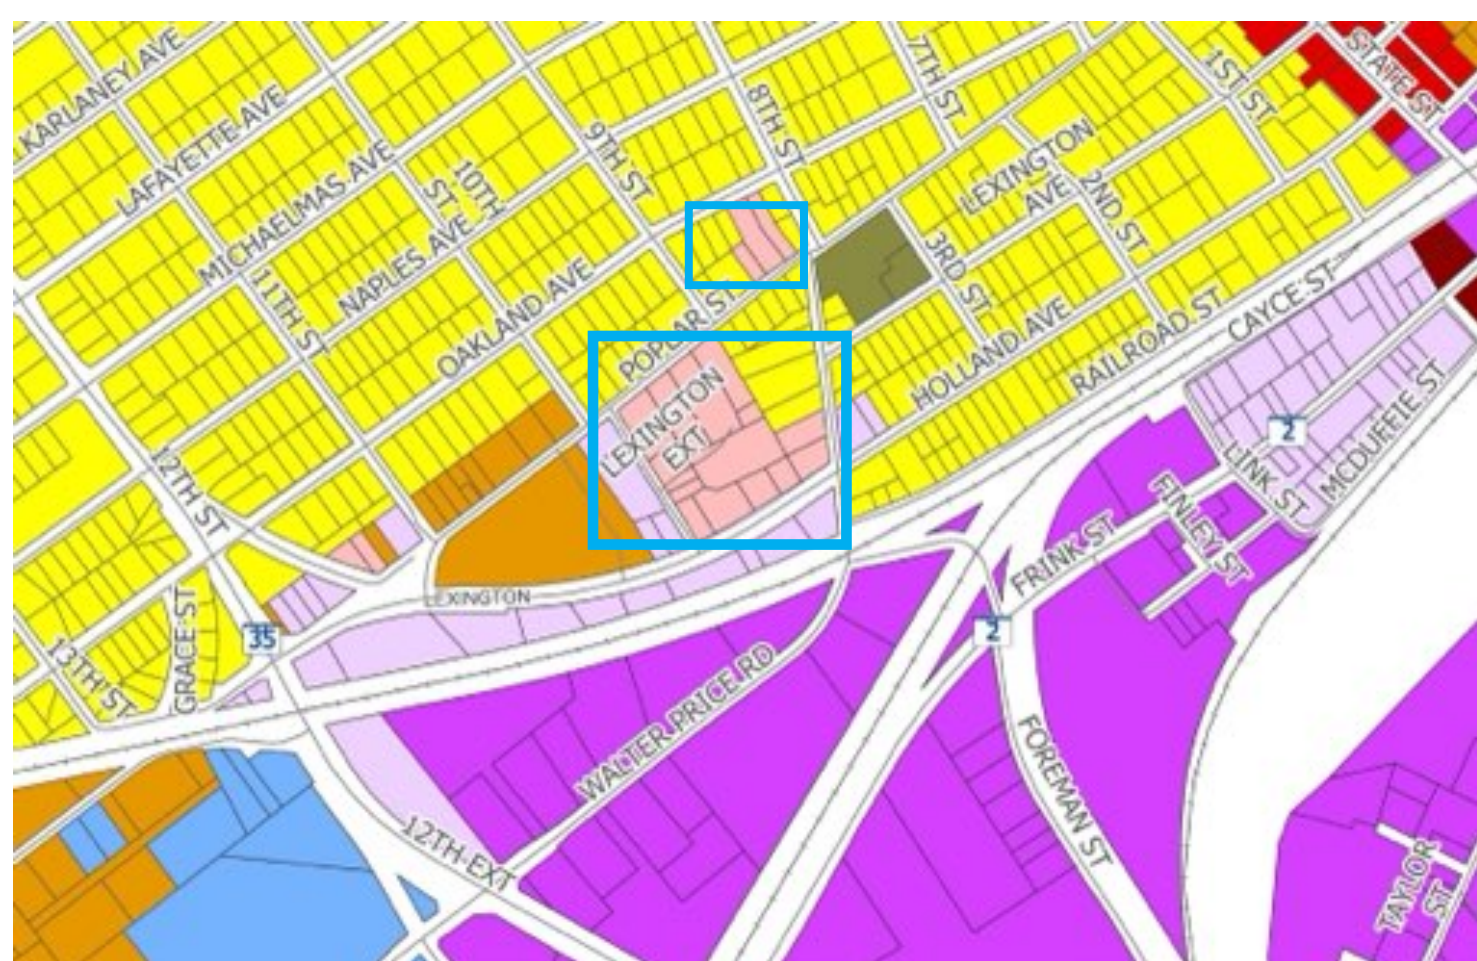 KARLANEY AVE
LAFAYETTE AVE
MICHAELMAS AVE
NAPLES AVE
OAKLAND AVE
POPLAR ST
9TH ST
8TH ST
7TH ST
10TH
ST
11TH ST
12TH ST
13TH ST
GRACE ST
35
LEXINGTON
EXT
LEXINGTON
LEXINGTON
AVE
1ST ST
2ND ST
3RD ST
STATE ST
HOLLAND AVE
RAILROAD ST
CAYCE ST
2
LINK ST
MCDUFFIE ST
FINLEY ST
FRINK ST
2
WALTER PRICE RD
FOREMAN ST
12TH EXT
TAYLOR
ST